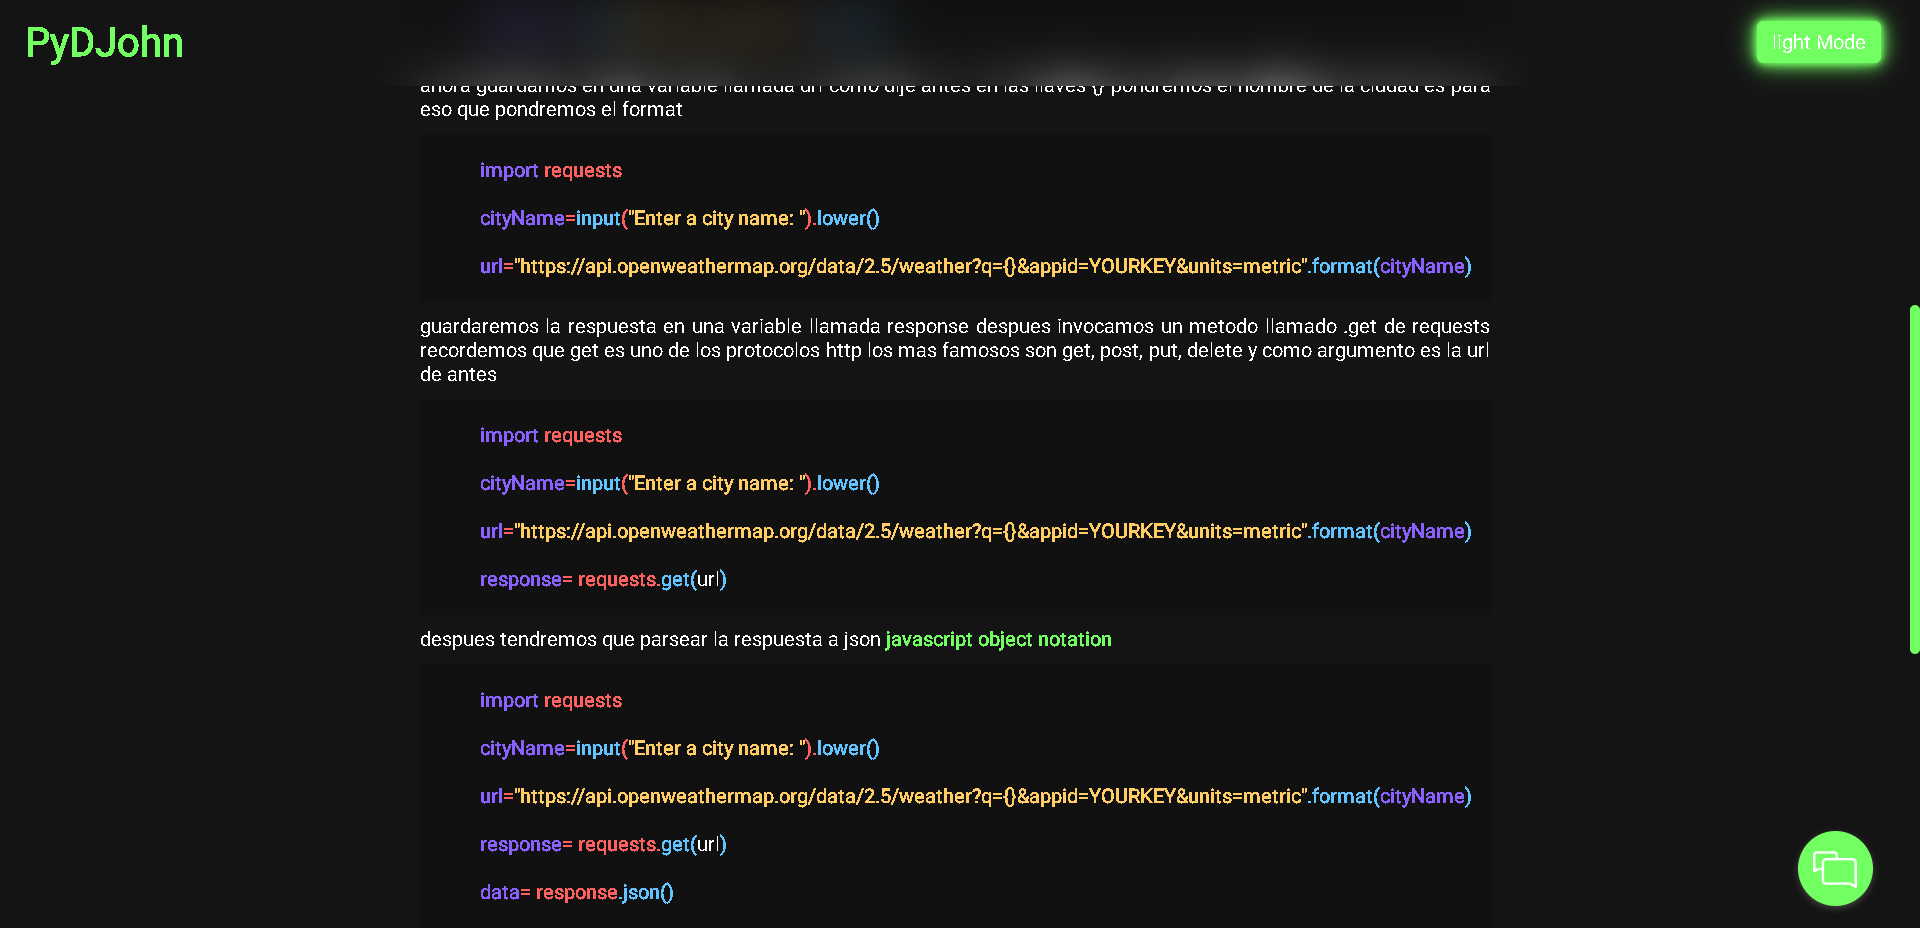 PyDJohn
light Mode
ahora guardamos en una variable llamada url como dije antes en las llaves {} pondremos el nombre de la ciudad es para
eso que pondremos el format
import requests
cityName=input("Enter a city name: ").lower()
url="https://api.openweathermap.org/data/2.5/weather?q={}&appid=YOURKEY&units=metric".format(cityName)
guardaremos la respuesta en una variable llamada response despues invocamos un metodo llamado .get de requests
recordemos que get es uno de los protocolos http los mas famosos son get, post, put, delete y como argumento es la url
de antes
import requests
cityName=input("Enter a city name: ").lower()
url="https://api.openweathermap.org/data/2.5/weather?q={}&appid=YOURKEY&units=metric".format(cityName)
response= requests.get(url)
despues tendremos que parsear la respuesta a json javascript object notation
import requests
cityName=input("Enter a city name: ").lower()
url="https://api.openweathermap.org/data/2.5/weather?q={}&appid=YOURKEY&units=metric".format(cityName)
response= requests.get(url)
data= response.json()